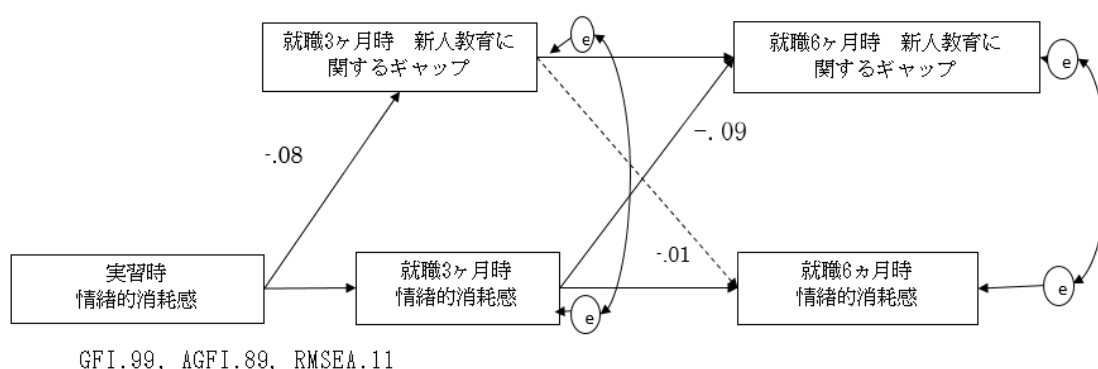 就職3ヶ月時　新人教育に
関するギャップ
e
就職6ヶ月時　新人教育に
関するギャップ
e
-.08
-.09
-.01
実習時
情緒的消耗感
就職3ヶ月時
情緒的消耗感
e
就職6ヵ月時
情緒的消耗感
e
GFI.99, AGFI.89, RMSEA.11